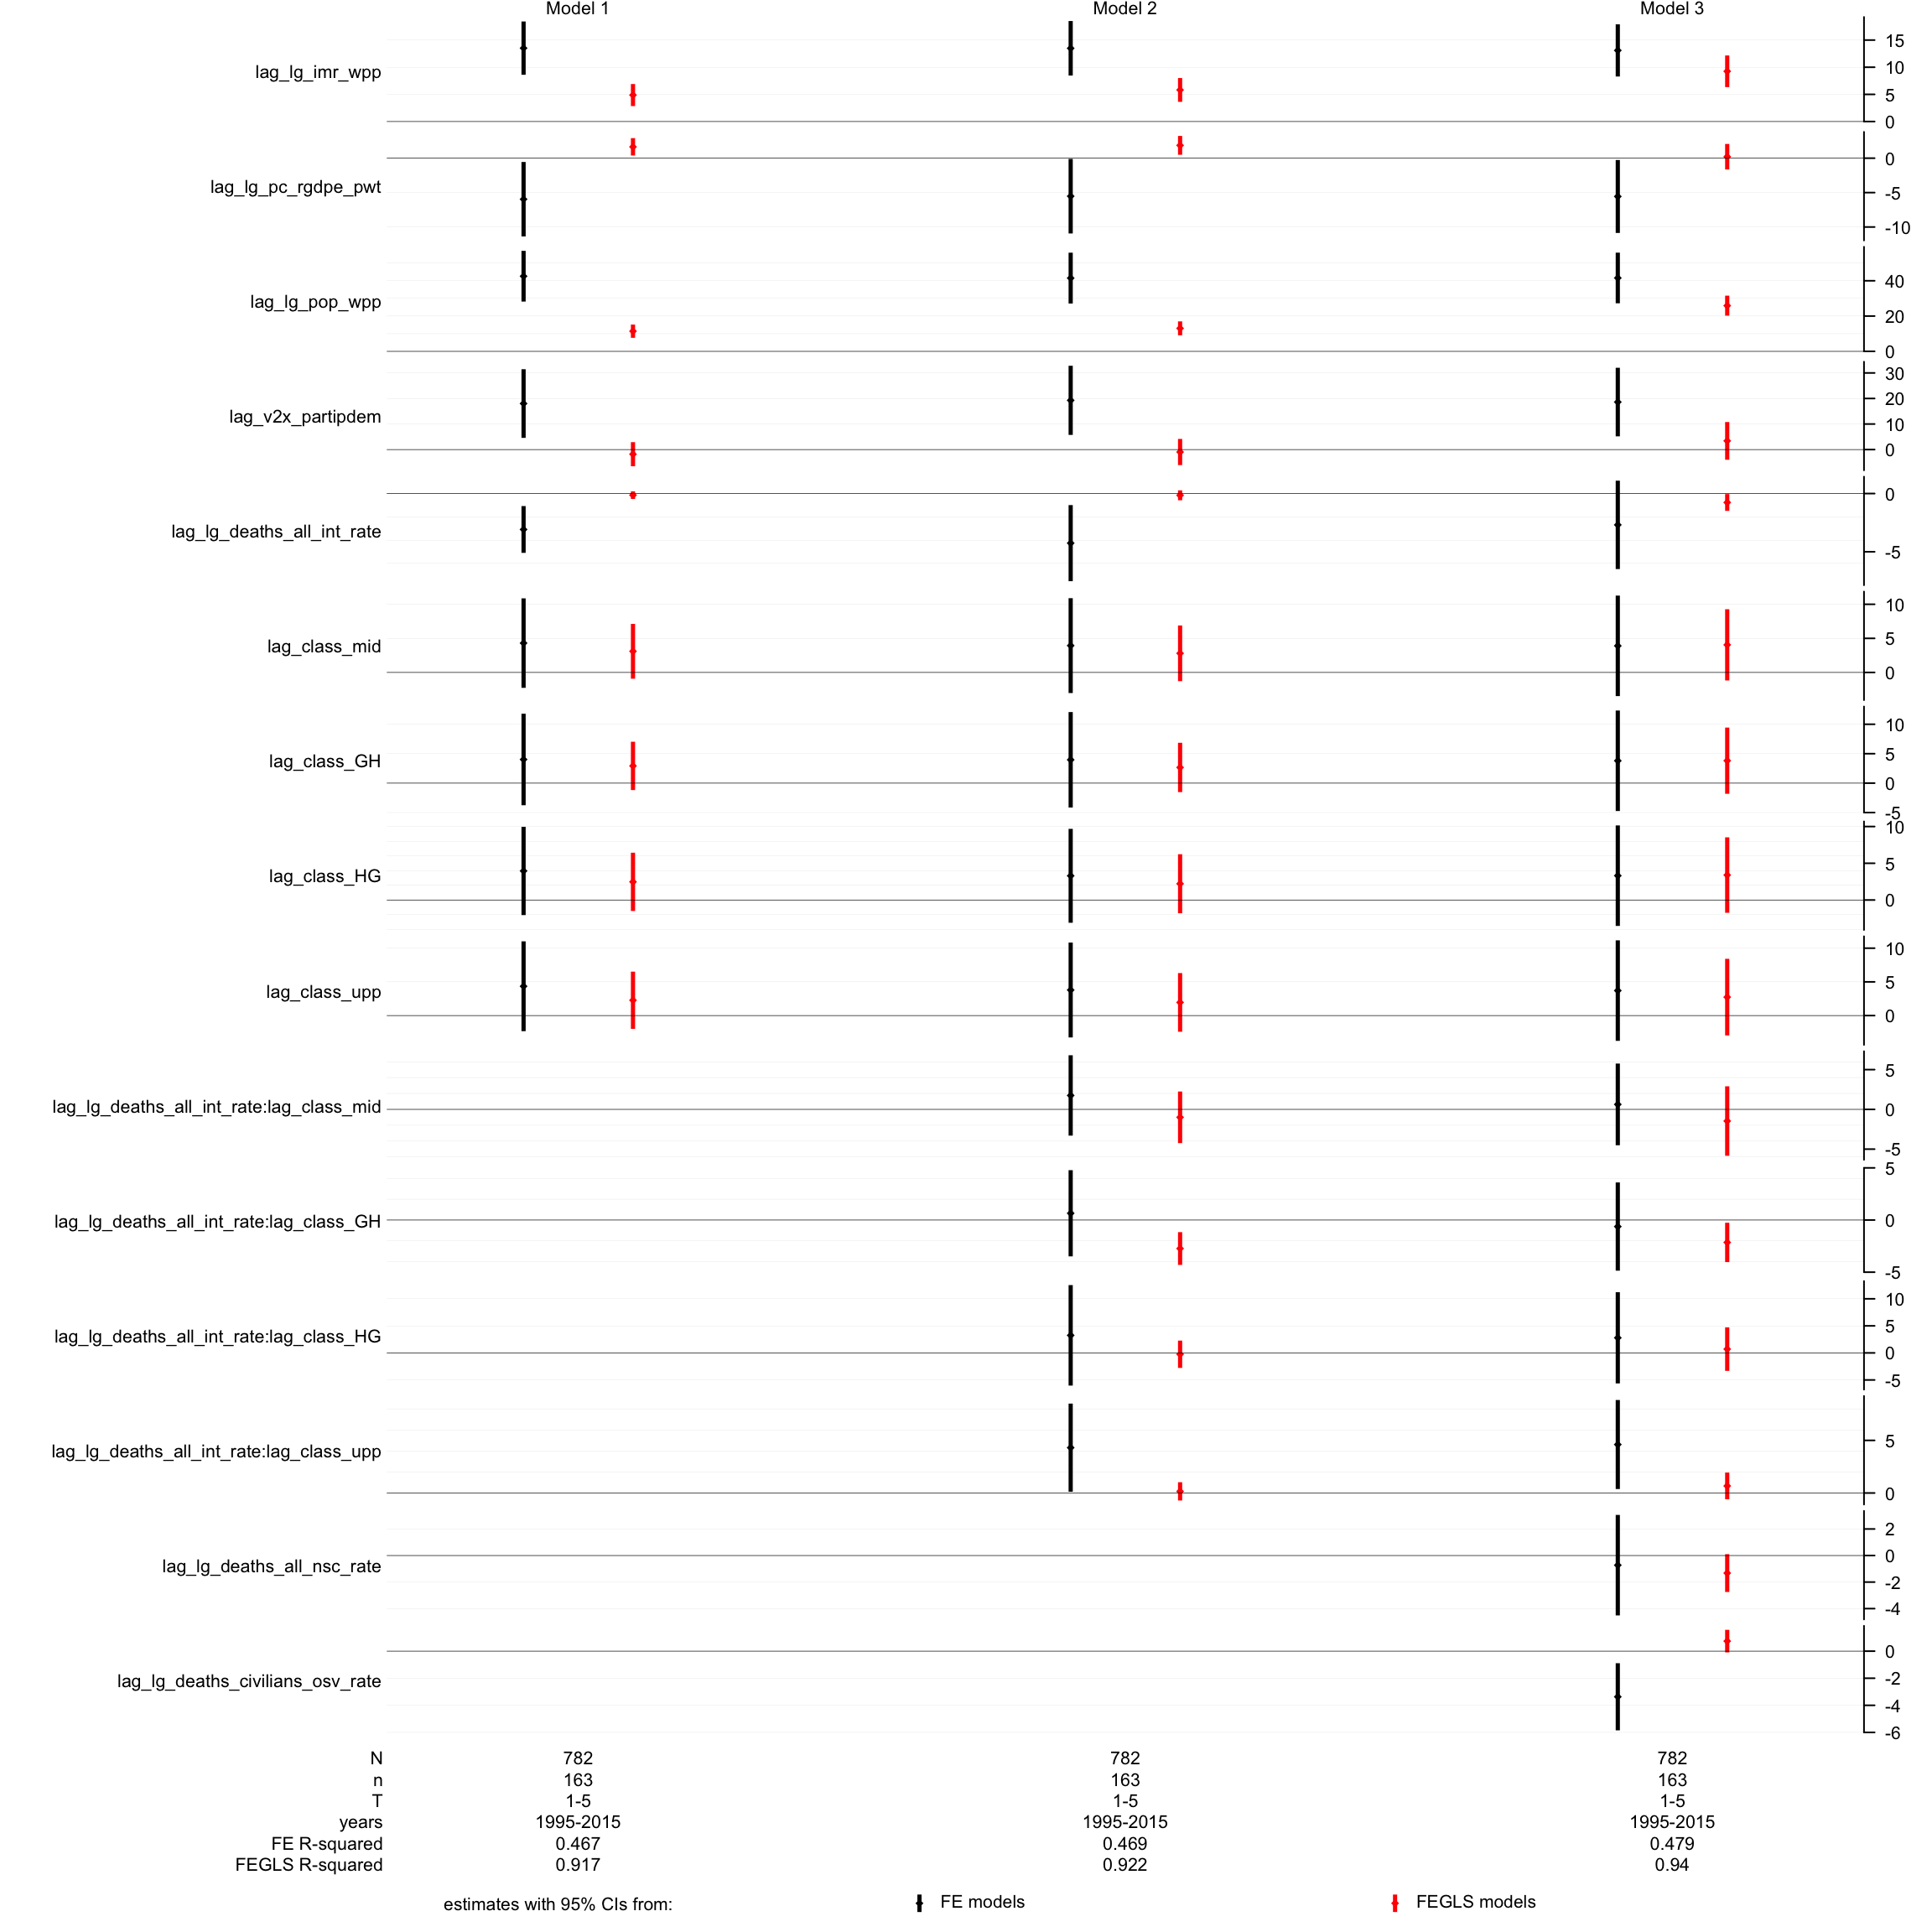 Model 1 Model 2 Model 3
15
10
lag_lg_imr_wpp
5
0
0
lag_lg_pc_rgdpe_pwt
-5
-10
40
lag_lg_pop_wpp
20
0
30
20
lag_v2x_partipdem
10
0
0
lag_lg_deaths_all_int_rate
-5
10
5
lag_class_mid
0
10
5
lag_class_GH
0
-5
10
5
lag_class_HG
0
10
5
lag_class_upp
0
5
lag_lg_deaths_all_int_rate:lag_class_mid
0
-5
5
lag_lg_deaths_all_int_rate:lag_class_GH
0
-5
10
5
lag_lg_deaths_all_int_rate:lag_class_HG
0
-5
5
lag_lg_deaths_all_int_rate:lag_class_upp
0
2
0
lag_lg_deaths_all_nsc_rate
-2
-4
0
-2
lag_lg_deaths_civilians_osv_rate
-4
-6
N 782 782 782
n 163 163 163
T 1-5 1-5 1-5
years 1995-2015 1995-2015 1995-2015
FE R-squared 0.467 0.469 0.479
FEGLS R-squared 0.917 0.922 0.94
estimates with 95% CIs from: FE models FEGLS models